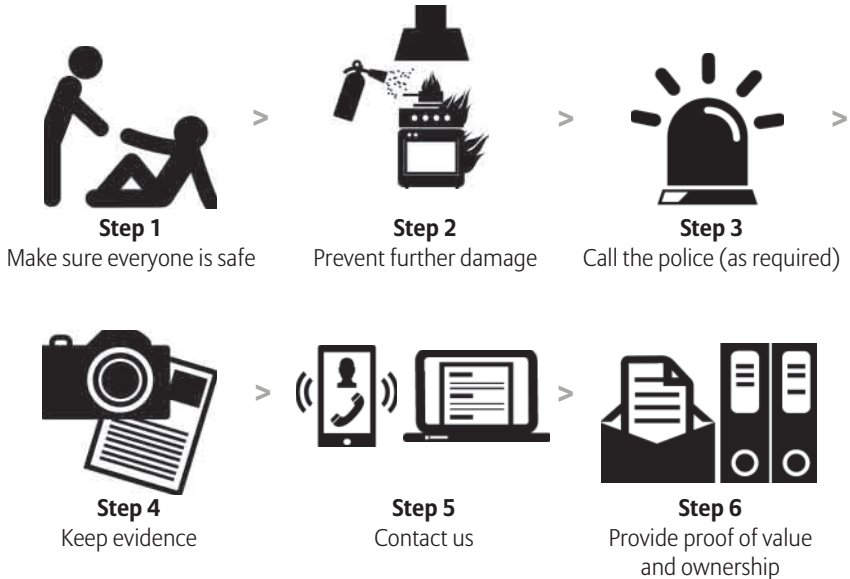 Step 1
Make sure everyone is safe
>
Step 2
Prevent further damage
>
Step 3
Call the police (as required)
>
Step 4
Keep evidence
>
Step 5
Contact us
>
Step 6
Provide proof of value
and ownership